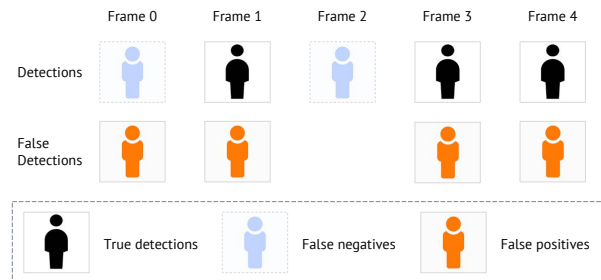 Frame 0 Frame 1 Frame 2 Frame 3 Frame 4
Detections
False
Detections
True detections False negatives False positives